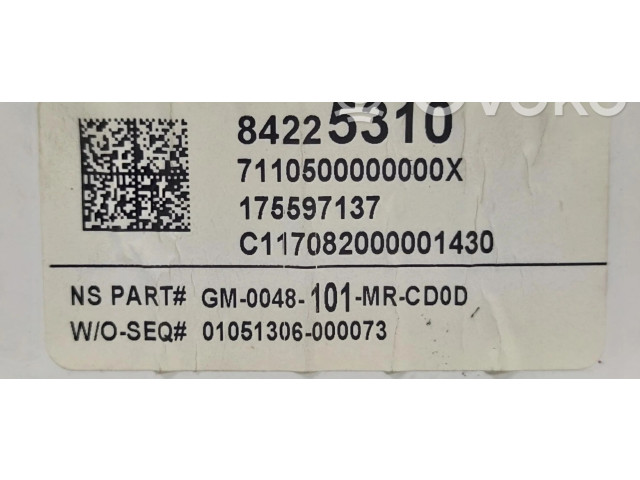 84225310
7110500000000X
175597137
C117082000001430
NS PART# GM-0048-101-MR-CD0D
W/O-SEQ# 01051306-000073